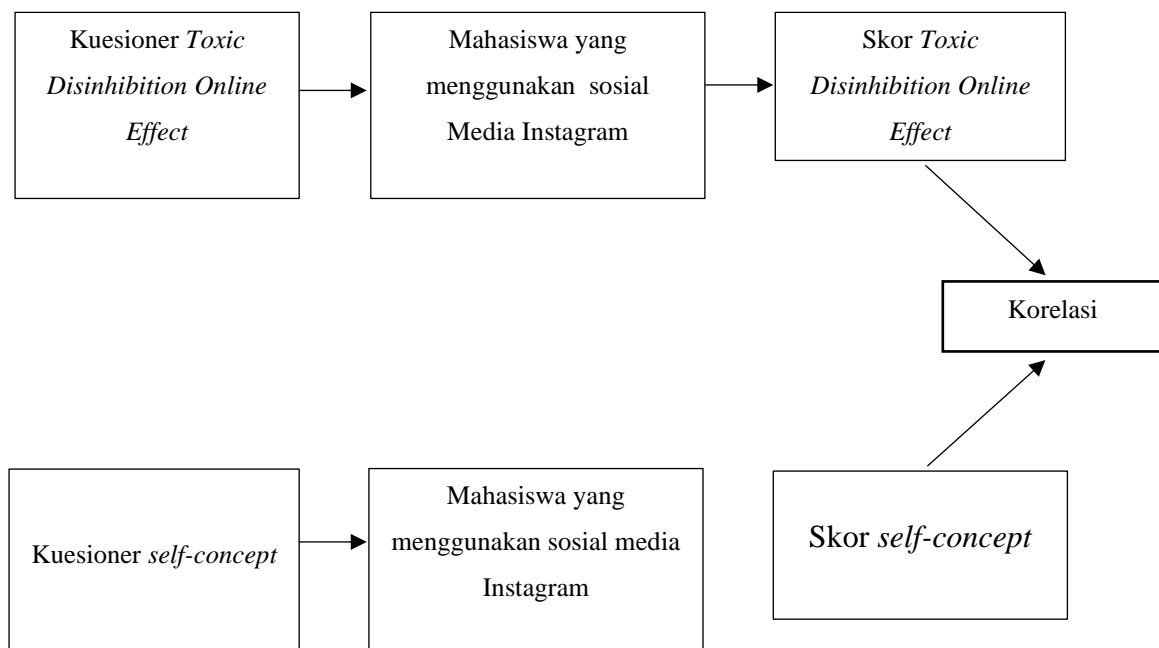 Kuesioner Toxic
Disinhibition Online
Effect
Mahasiswa yang
menggunakan sosial
Media Instagram
Skor Toxic
Disinhibition Online
Effect
Korelasi
Kuesioner self-concept
Mahasiswa yang
menggunakan sosial media
Instagram
Skor self-concept